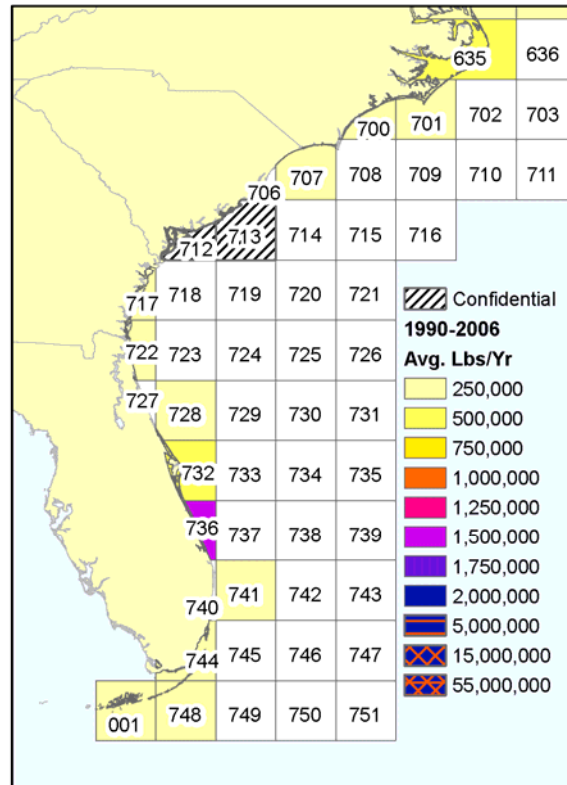 635 636
700 701 702 703
706 707 708 709 710 711
712 713 714 715 716
717 718 719 720 721
722 723 724 725 726
727 728 729 730 731
732 733 734 735
736 737 738 739
740 741 742 743
744 745 746 747
001 748 749 750 751
Confidential
1990-2006
Avg. Lbs/Yr
250,000
500,000
750,000
1,000,000
1,250,000
1,500,000
1,750,000
2,000,000
5,000,000
15,000,000
55,000,000